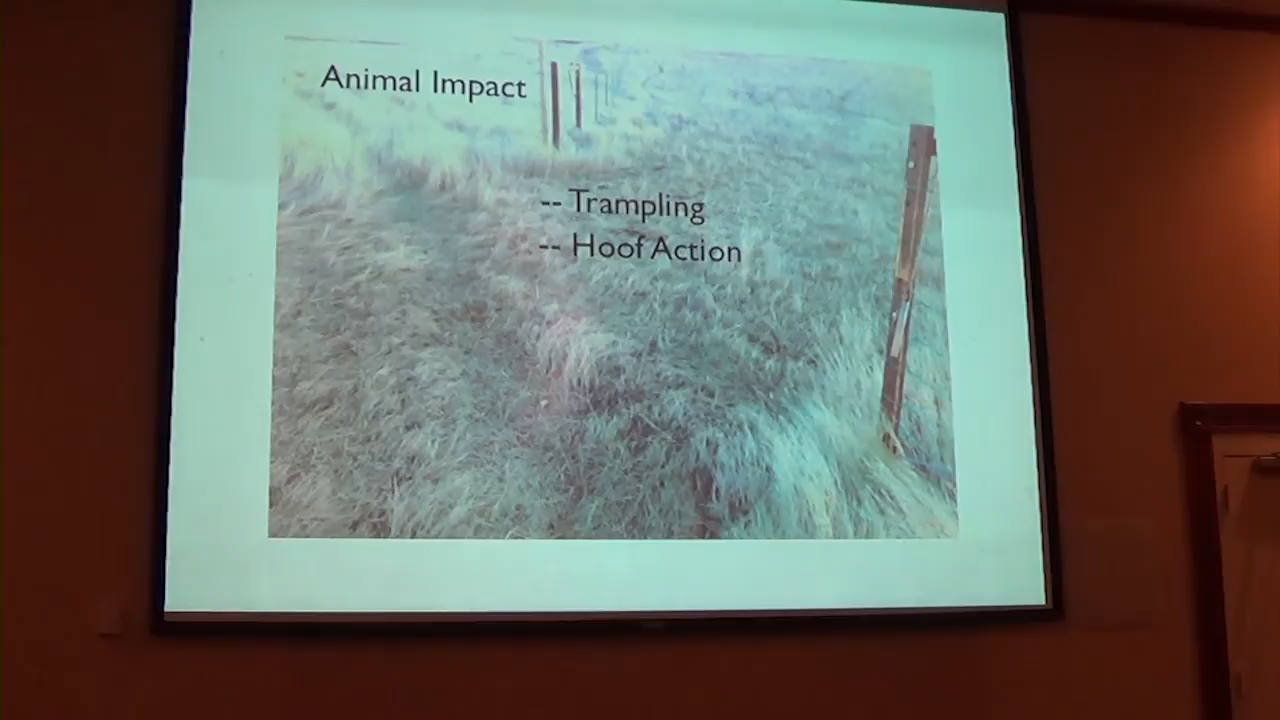 Animal Impact
-- Trampling
-- Hoof Action